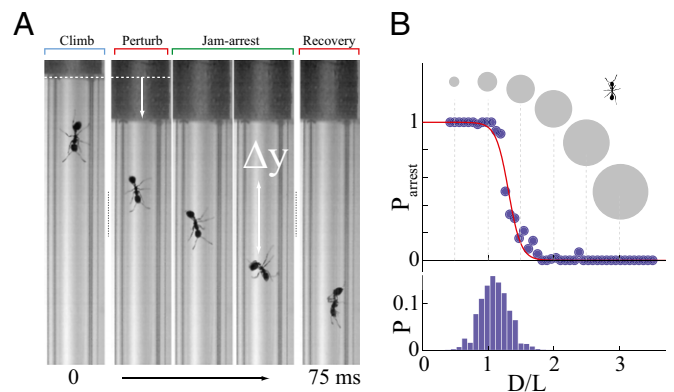 A
Climb
Perturb
Jam-arrest
Recovery
Δy
0
75 ms
B
1
P arrest
0
0.1
P
0
0 1 2 3
D/L